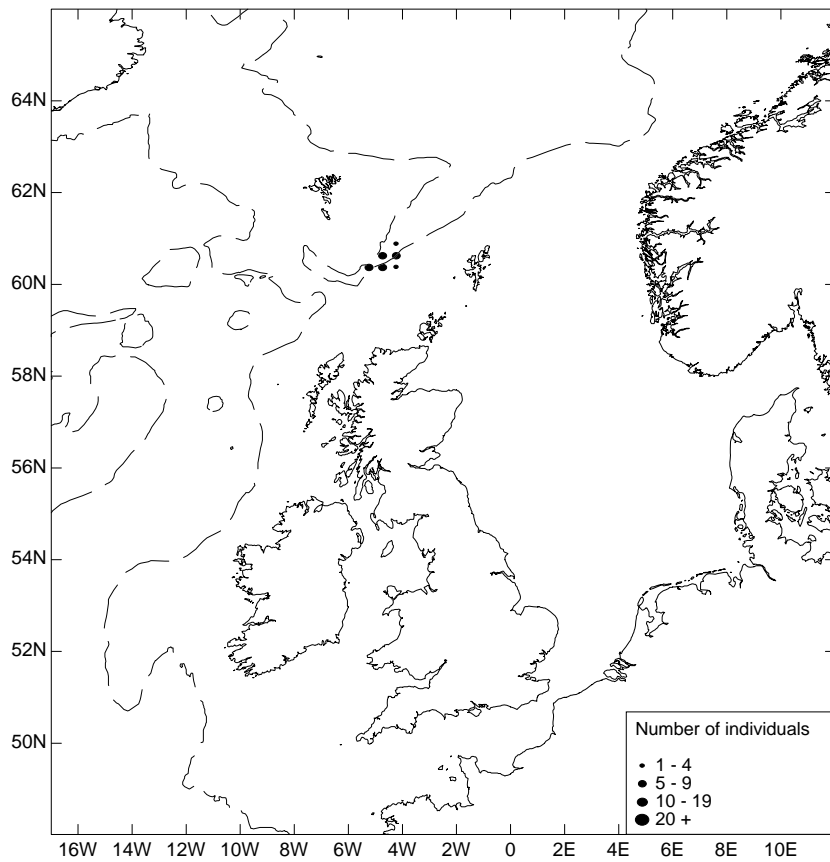 64N
62N
60N
58N
56N
54N
52N
50N
Number of individuals
1 - 4
5 - 9
10 - 19
20 +
16W 14W 12W 10W 8W 6W 4W 2W 0 2E 4E 6E 8E 10E